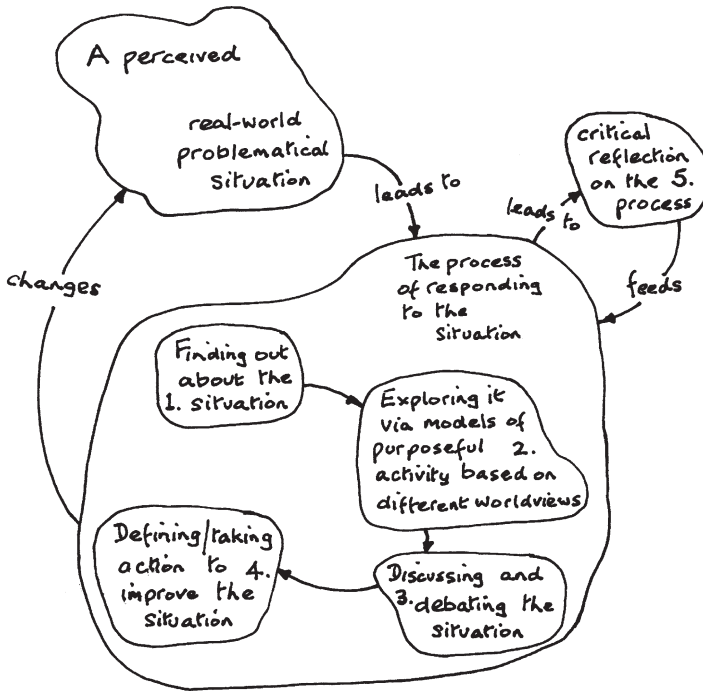 A perceived
real-world
problematical
situation
leads to
critical
reflection
on the 5.
process
leads to
feeds
changes
The process
of responding
to the
situation
Finding out
about the
1. situation
Exploring it
via models of
purposeful 2.
activity based on
different worldviews
Discussing and
3. debating the
situation
Defining/taking
action to 4.
improve the
situation